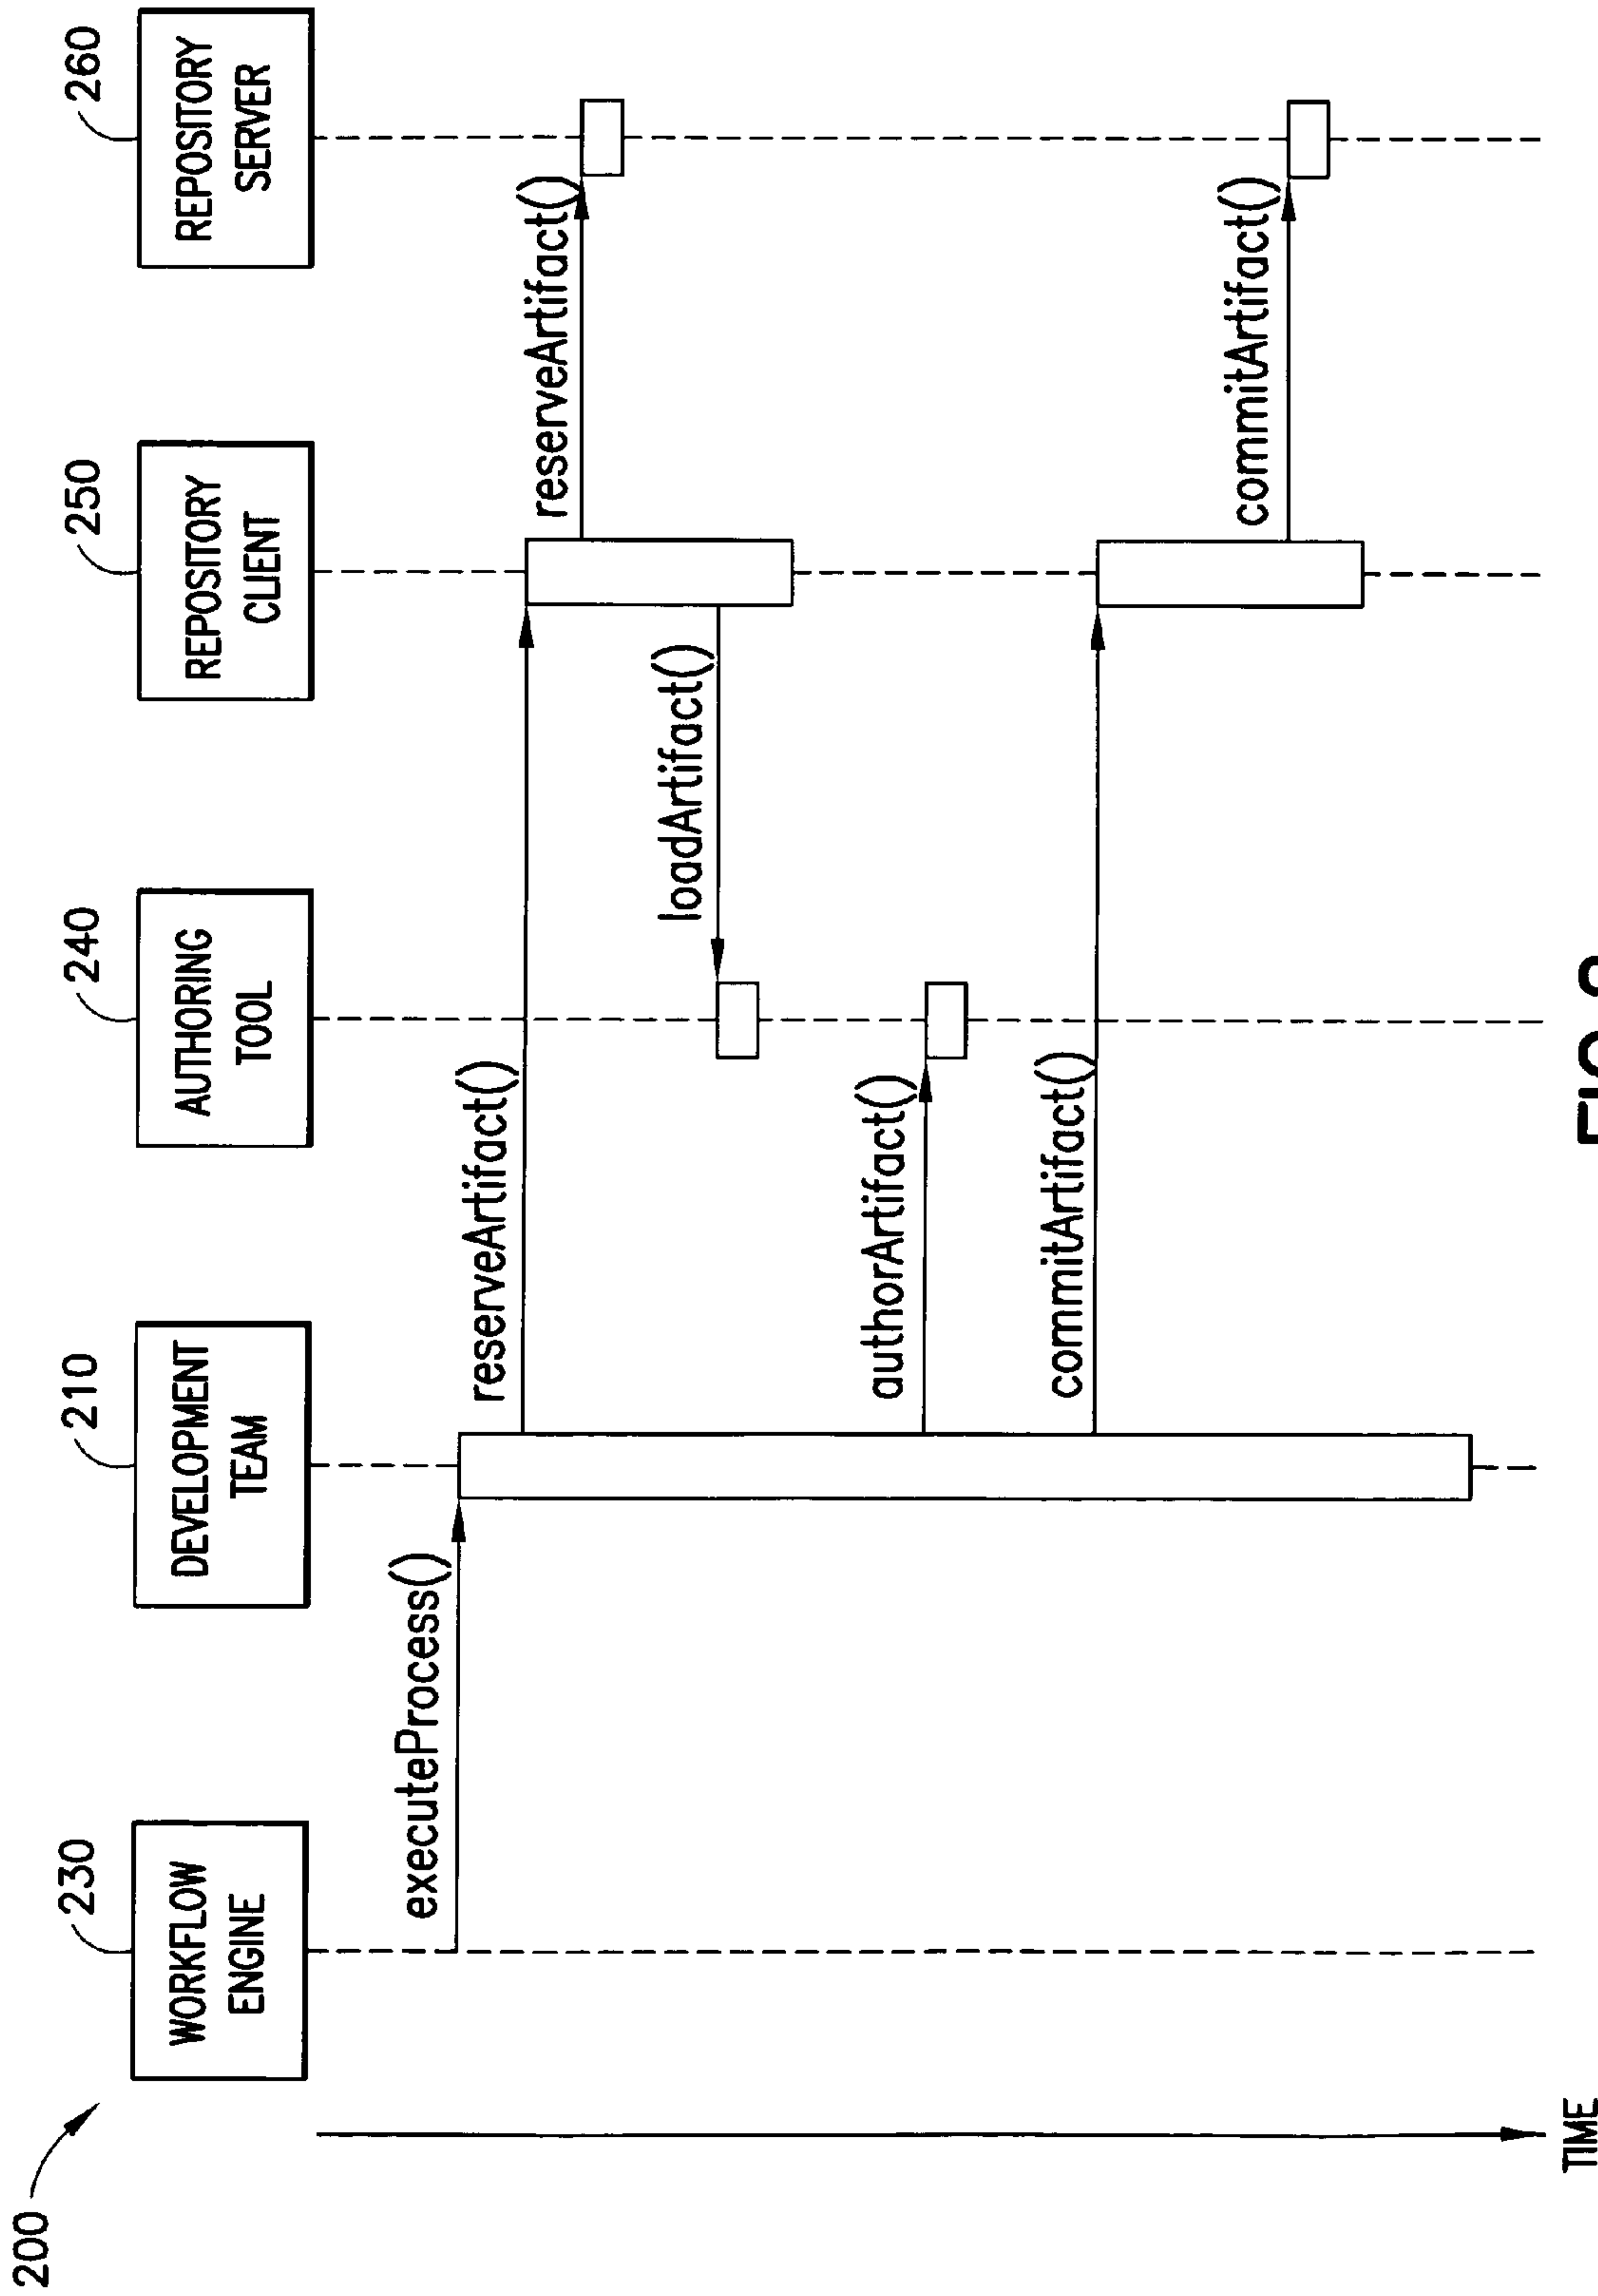 200
230
210
240
250
260
WORKFLOW
ENGINE
DEVELOPMENT
TEAM
AUTHORING
TOOL
REPOSITORY
CLIENT
REPOSITORY
SERVER
executeProcess()
reserveArtifact()
reserveArtifact()
loadArtifact()
authorArtifact()
commitArtifact()
commitArtifact()
TIME